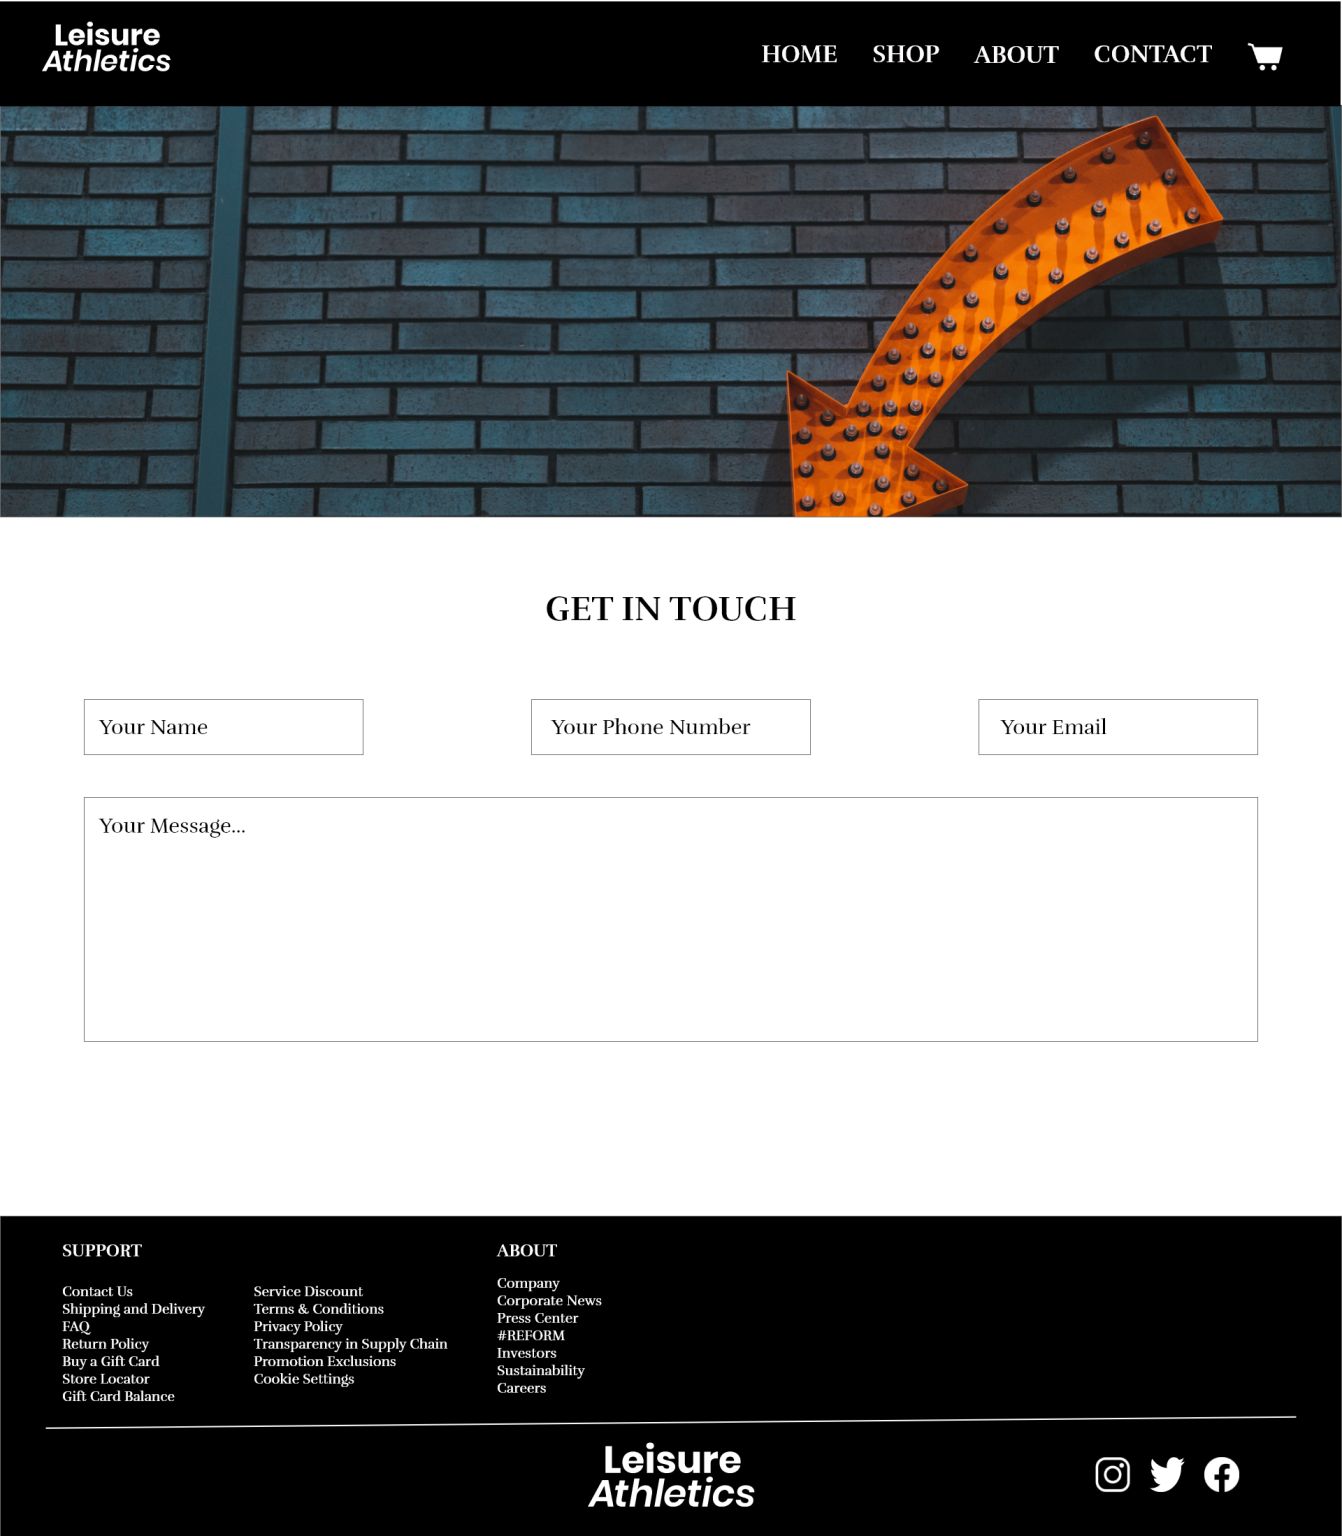 Leisure
Athletics
HOME SHOP ABOUT CONTACT
GET IN TOUCH
Your Name
Your Phone Number
Your Email
Your Message...
SUPPORT
Contact Us
Shipping and Delivery
FAQ
Return Policy
Buy a Gift Card
Store Locator
Gift Card Balance
Service Discount
Terms & Conditions
Privacy Policy
Transparency in Supply Chain
Promotion Exclusions
Cookie Settings
ABOUT
Company
Corporate News
Press Center
#REFORM
Investors
Sustainability
Careers
Leisure
Athletics